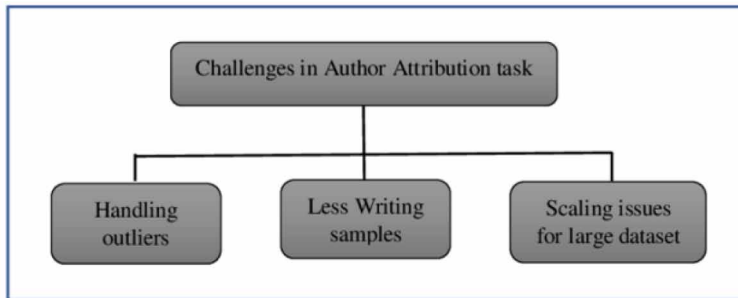 Challenges in Author Attribution task
Handling
outliers
Less Writing
samples
Scaling issues
for large dataset